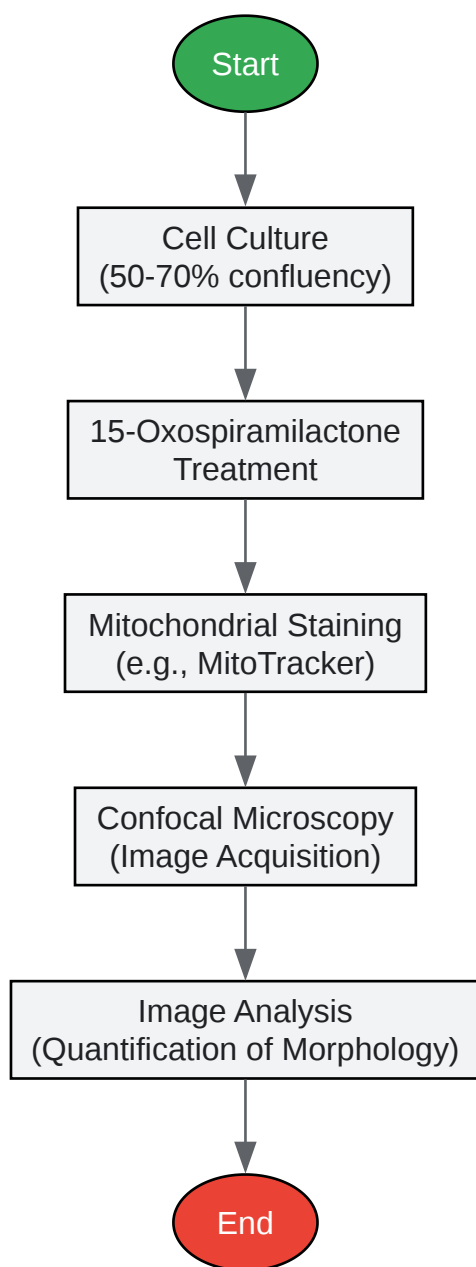 Start
Cell Culture
(50-70% confluency)
15-Oxospiramilactone
Treatment
Mitochondrial Staining
(e.g., MitoTracker)
Confocal Microscopy
(Image Acquisition)
Image Analysis
(Quantification of Morphology)
End